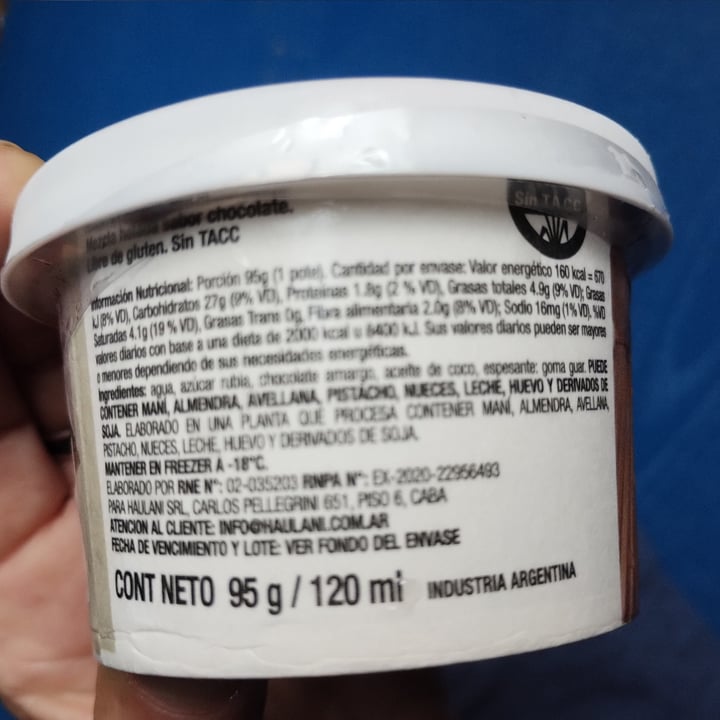 Mezcla helada sabor chocolate.
Libre de gluten. Sin TACC
Sin TACC
Información Nutricional: Porción 95g (1 pote). Cantidad por envase: Valor energético 160 kcal = 670
kJ (8% VD), Carbohidratos 27g (9% VD), Proteínas 1.8g (2 % VD), Grasas totales 4.9g (9% VD); Grasas
Saturadas 4.1g (19 % VD), Grasas Trans 0g, Fibra alimentaria 2.0g (8% VD); Sodio 16mg (1% VD). %VD
valores diarios con base a una dieta de 2000 kcal u 8400 kJ. Sus valores diarios pueden ser mayores
o menores dependiendo de sus necesidades energéticas.
Ingredientes: agua, azúcar rubia, chocolate amargo, aceite de coco, espesante: goma guar. PUEDE
CONTENER MANÍ, ALMENDRA, AVELLANA, PISTACHO, NUECES, LECHE, HUEVO Y DERIVADOS DE
SOJA. ELABORADO EN UNA PLANTA QUE PROCESA CONTENER MANÍ, ALMENDRA, AVELLANA,
PISTACHO, NUECES, LECHE, HUEVO Y DERIVADOS DE SOJA.
MANTENER EN FREEZER A -18°C.
ELABORADO POR RNE N°: 02-035203 RNPA N°: EX-2020-22956493
PARA HAULANI SRL, CARLOS PELLEGRINI 651, PISO 6, CABA
ATENCION AL CLIENTE: INFO@HAULANI.COM.AR
FECHA DE VENCIMIENTO Y LOTE: VER FONDO DEL ENVASE
CONT NETO 95 g / 120 ml INDUSTRIA ARGENTINA